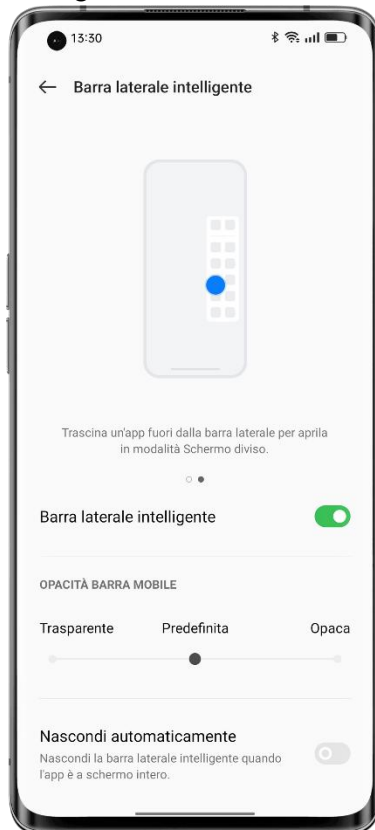 13:30
Barra laterale intelligente
Trascina un'app fuori dalla barra laterale per aprila
in modalità Schermo diviso.
Barra laterale intelligente
OPACITÀ BARRA MOBILE
Trasparente Predefinita Opaca
Nascondi automaticamente
Nascondi la barra laterale intelligente quando
l'app è a schermo intero.